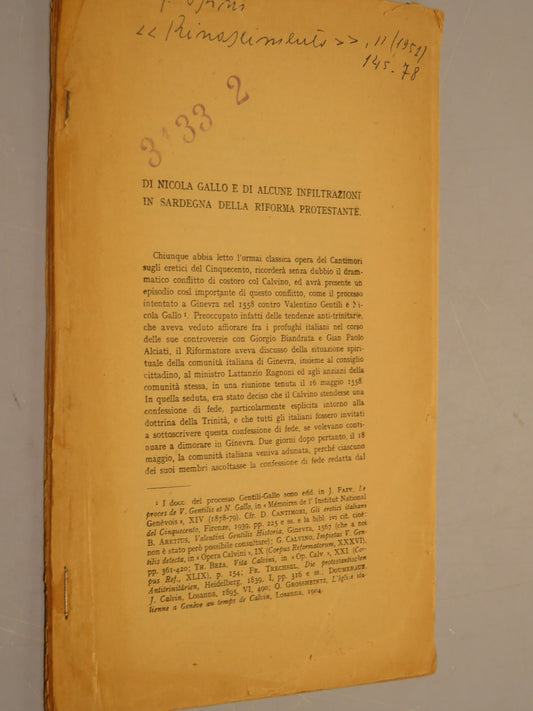 « Rinascimento », II (1951)
145-78
3133 2
DI NICOLA GALLO E DI ALCUNE INFILTRAZIONI
IN SARDEGNA DELLA RIFORMA PROTESTANTE.
Chiunque abbia letto l'ormai classica opera del Cantimori
sugli eretici del Cinquecento, ricorderà senza dubbio il dram-
matico conflitto di costoro col Calvino, ed avrà presente un
episodio così importante di questo conflitto, come il processo
intentato a Ginevra nel 1558 contro Valentino Gentili e Ni-
cola Gallo ¹. Preoccupato infatti delle tendenze anti-trinitarie,
che aveva veduto affiorare fra i profughi italiani nel corso
delle sue controversie con Giorgio Biandrata e Gian Paolo
Alciati, il Riformatore aveva discusso della situazione spiri-
tuale della comunità italiana di Ginevra, insieme al consiglio
cittadino, al ministro Lattanzio Ragnoni ed agli anziani della
comunità stessa, in una riunione tenuta il 16 maggio 1558.
In quella seduta, era stato deciso che il Calvino stendesse una
confessione di fede, particolarmente esplicita intorno alla
dottrina della Trinità, e che tutti gli italiani fossero invitati
a sottoscrivere questa confessione di fede, se volevano conti-
nuare a dimorare in Ginevra. Due giorni dopo pertanto, il 18
maggio, la comunità italiana veniva adunata, perché ciascuno
dei suoi membri ascoltasse la confessione di fede redatta dal
¹ I docc. del processo Gentili-Gallo sono edd. in J. FAZY, Le
proces de V. Gentilis et N. Gallo, in « Mémoires de l' Institut National
Genêvois », XIV (1878-79). Cfr. D. CANTIMORI, Gli eretici italiani
del Cinquecento, Firenze, 1939, pp. 225 e ss. e la bibl. ivi cit. cioè:
B. ARETIUS, Valentini Gentilis Historia, Ginevra, 1567 (che a noi
non è stato però possibile consultare); G. CALVINO, Impietas V. Gen-
tilis detecta, in « Opera Calvini », IX (Corpus Reformatorum, XXXVI),
pp. 361-420; TH. BEZA, Vita Calvins, in « Op. Calv. », XXI (Cor-
pus Ref., XLIX), p. 154; FR. TRECHSEL, Die protestantischen
Antitrinitärien, Heidelberg, 1839, I, pp. 316 e ss.; DOUMERGUE,
J. Calvin, Losanna, 1895, VI, 490; O. GROSSHEINTZ, L'église ita-
lienne a Genêve au temps de Calvin, Losanna, 1904.